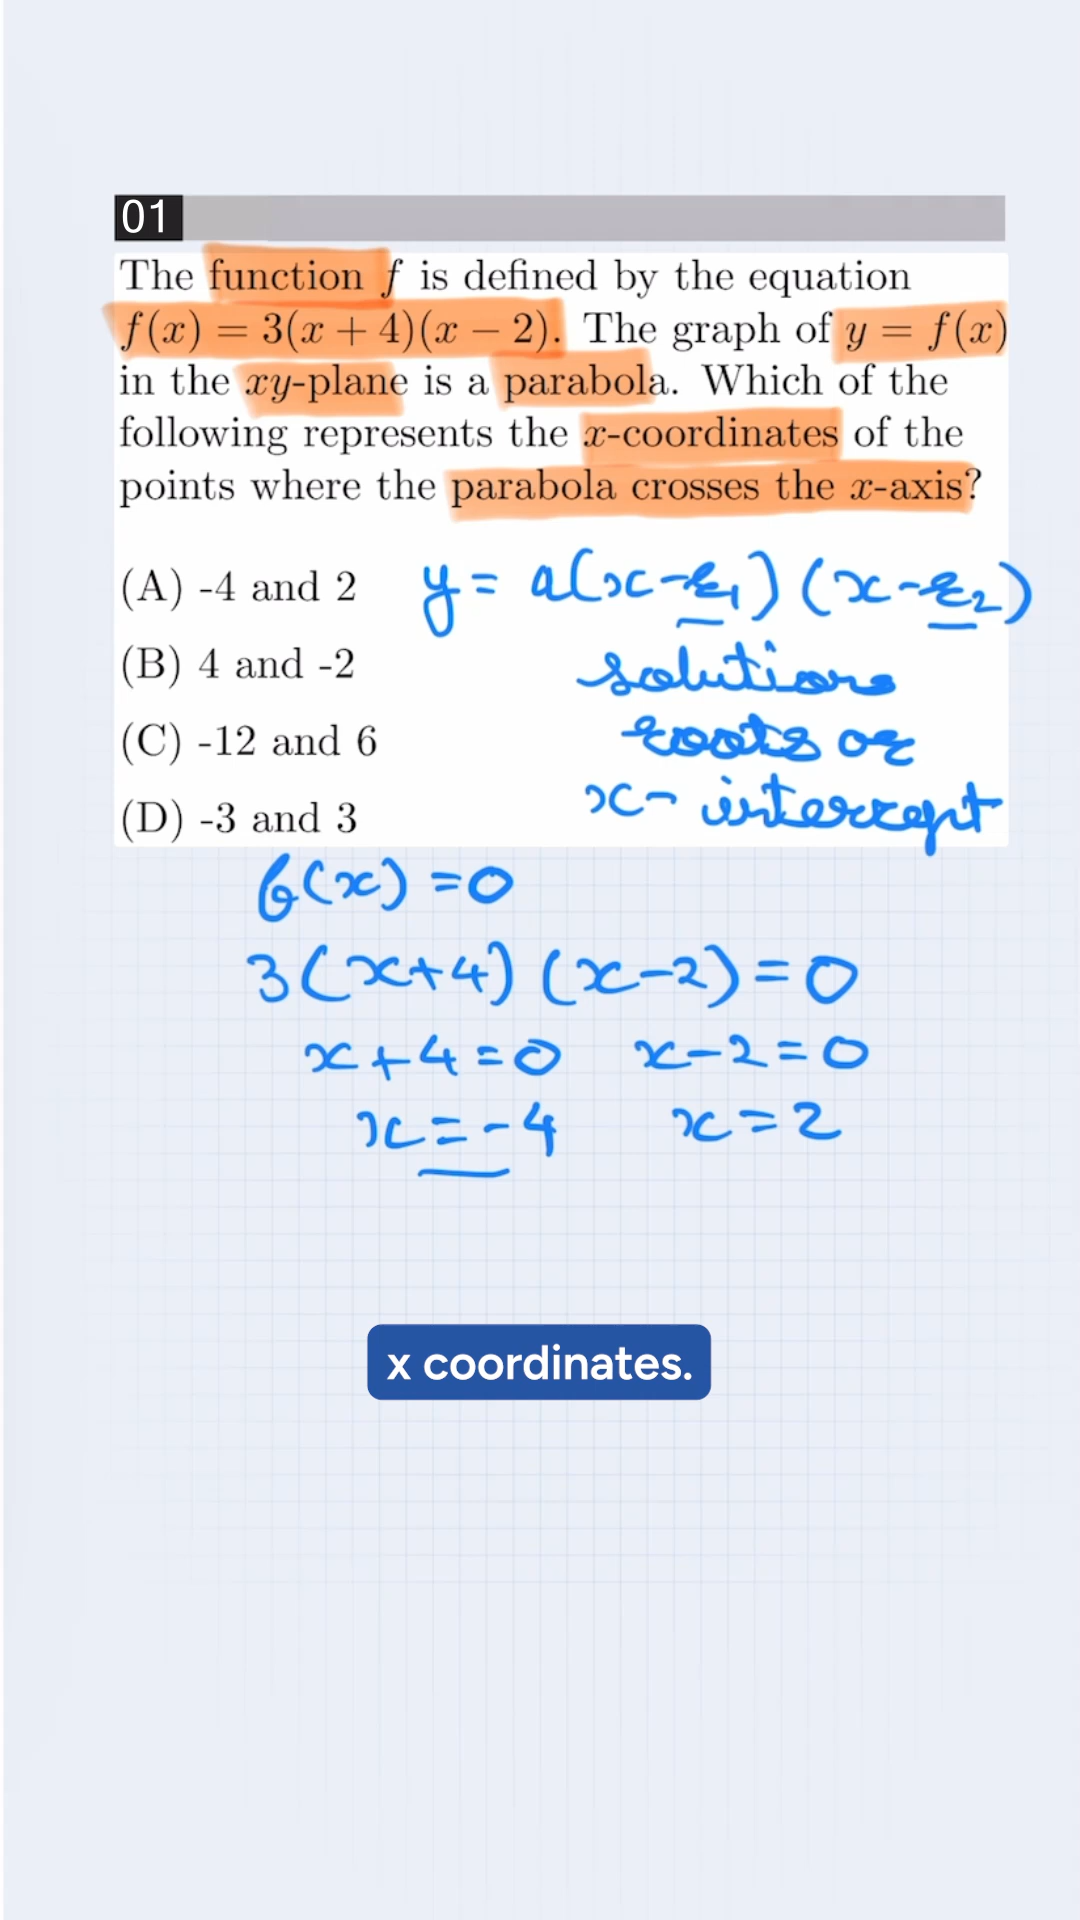 01
The function f is defined by the equation
f(x) = 3(x + 4)(x − 2). The graph of y = f(x)
in the xy-plane is a parabola. Which of the
following represents the x-coordinates of the
points where the parabola crosses the x-axis?
(A) -4 and 2
y = a(x-r₁)(x-r₂)
(B) 4 and -2
solutions
(C) -12 and 6
roots or
(D) -3 and 3
x- intercept
f(x) =0
3(x+4)(x-2)=0
x+4=0 x-2=0
x=-4 x=2
x coordinates.